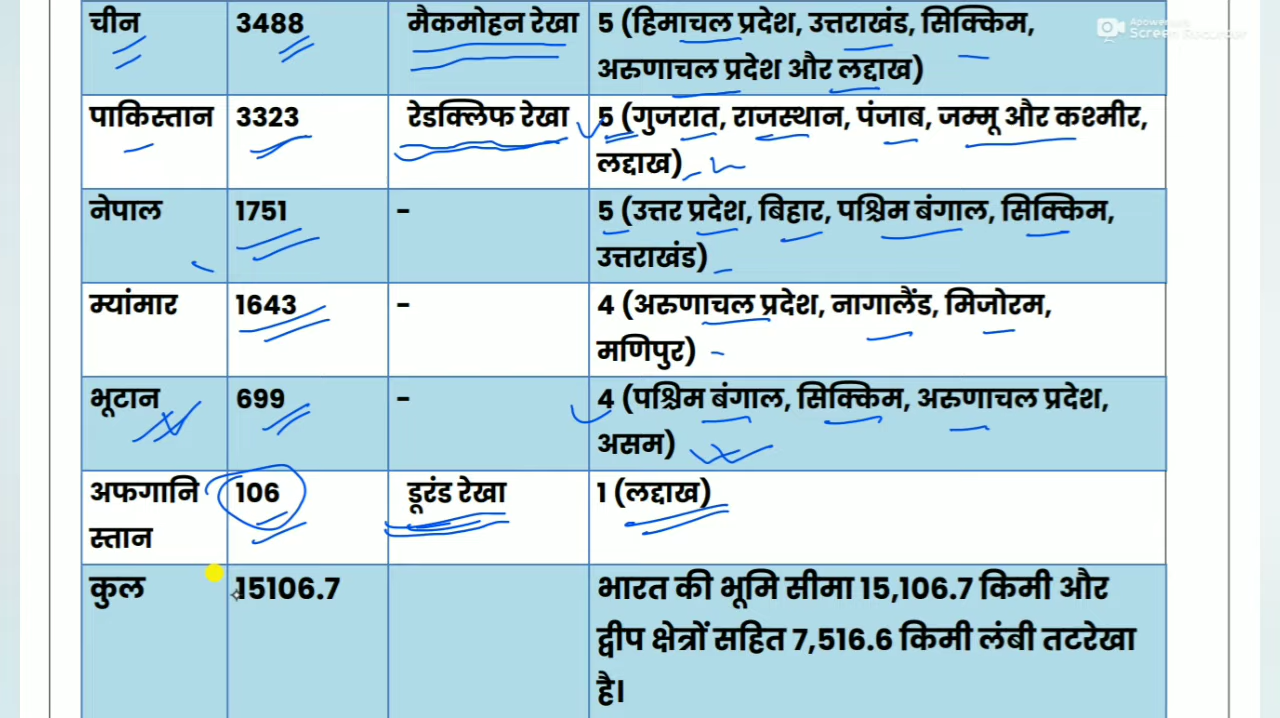 Apowersoft
Screen Recorder
चीन 3488 मैकमोहन रेखा 5 (हिमाचल प्रदेश, उत्तराखंड, सिक्किम,
अरुणाचल प्रदेश और लद्दाख)
पाकिस्तान 3323 रेडक्लिफ रेखा 5 (गुजरात, राजस्थान, पंजाब, जम्मू और कश्मीर,
लद्दाख)
नेपाल 1751 – 5 (उत्तर प्रदेश, बिहार, पश्चिम बंगाल, सिक्किम,
उत्तराखंड)
म्यांमार 1643 – 4 (अरुणाचल प्रदेश, नागालैंड, मिजोरम,
मणिपुर)
भूटान 699 – 4 (पश्चिम बंगाल, सिक्किम, अरुणाचल प्रदेश,
असम)
अफगानि 106 डूरंड रेखा 1 (लद्दाख)
स्तान
कुल 15106.7 भारत की भूमि सीमा 15,106.7 किमी और
द्वीप क्षेत्रों सहित 7,516.6 किमी लंबी तटरेखा
है।